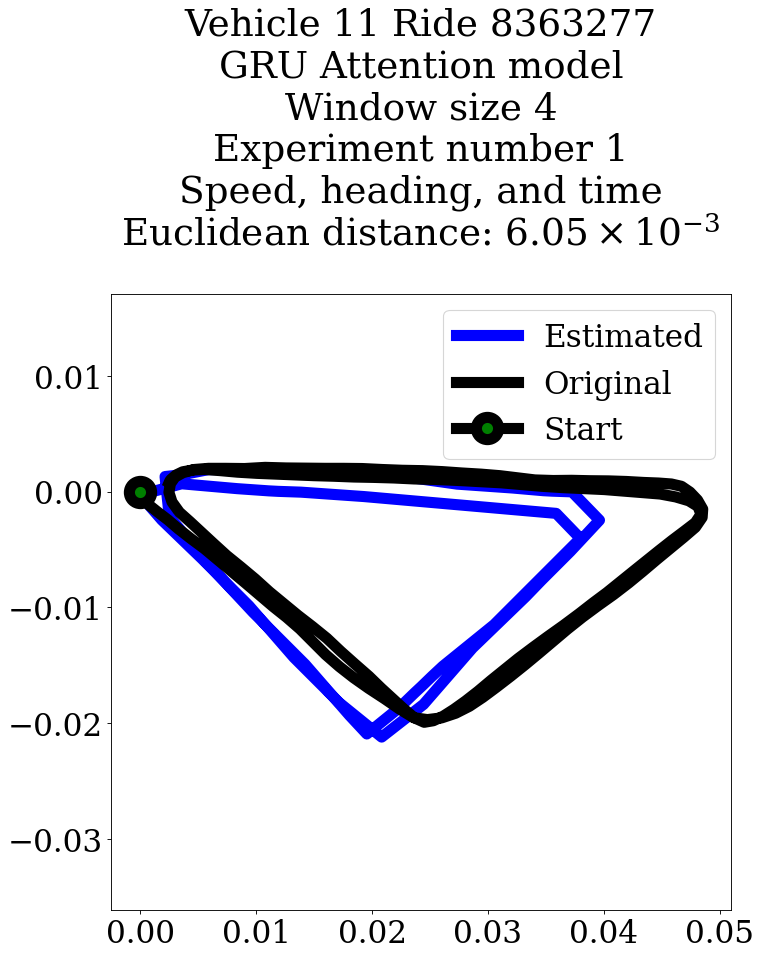 Vehicle 11 Ride 8363277
GRU Attention model
Window size 4
Experiment number 1
Speed, heading, and time
Euclidean distance: 6.05 × 10⁻³
Estimated
Original
Start
0.01
0.00
−0.01
−0.02
−0.03
0.00 0.01 0.02 0.03 0.04 0.05